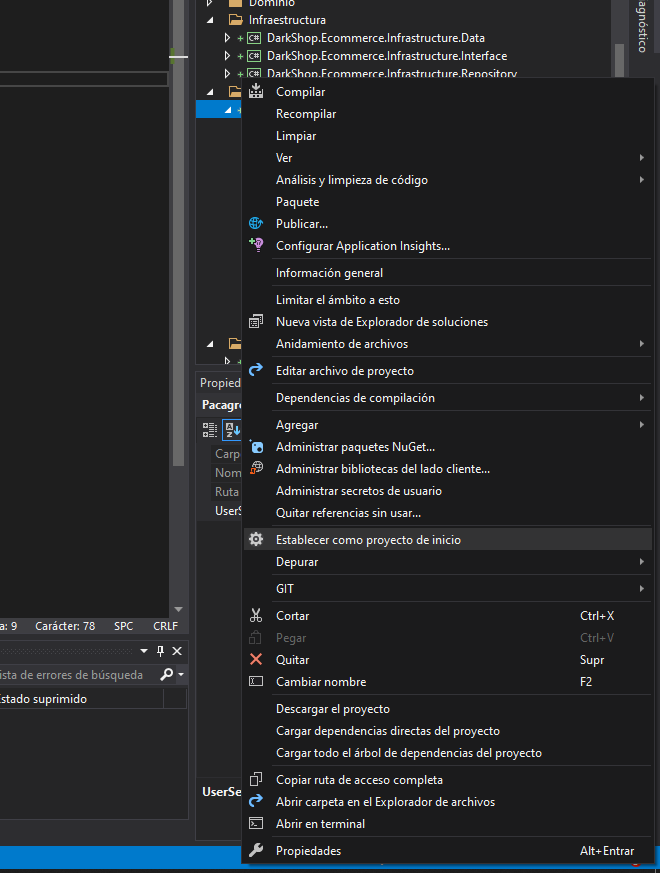 Dominio
Infraestructura
DarkShop.Ecommerce.Infrastructure.Data
DarkShop.Ecommerce.Infrastructure.Interface
DarkShop.Ecommerce.Infrastructure.Repository
agnóstico
Compilar
Recompilar
Limpiar
Ver
Análisis y limpieza de código
Paquete
Publicar...
Configurar Application Insights...
Información general
Limitar el ámbito a esto
Nueva vista de Explorador de soluciones
Anidamiento de archivos
Editar archivo de proyecto
Dependencias de compilación
Agregar
Administrar paquetes NuGet...
Administrar bibliotecas del lado cliente...
Administrar secretos de usuario
Quitar referencias sin usar...
Establecer como proyecto de inicio
Depurar
GIT
Cortar Ctrl+X
Pegar Ctrl+V
Quitar Supr
Cambiar nombre F2
Descargar el proyecto
Cargar dependencias directas del proyecto
Cargar todo el árbol de dependencias del proyecto
Copiar ruta de acceso completa
Abrir carpeta en el Explorador de archivos
Abrir en terminal
Propiedades Alt+Entrar
Propied
Pacagr
Carp
Nom
Ruta
UserS
UserSe
a: 9 Carácter: 78 SPC CRLF
ista de errores de búsqueda
stado suprimido